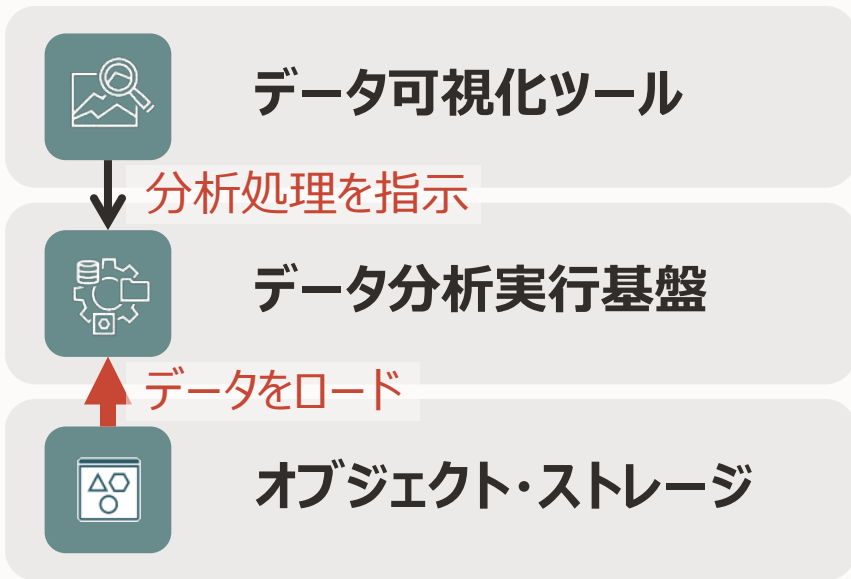 データ可視化ツール
分析処理を指示
データ分析実行基盤
データをロード
オブジェクト・ストレージ